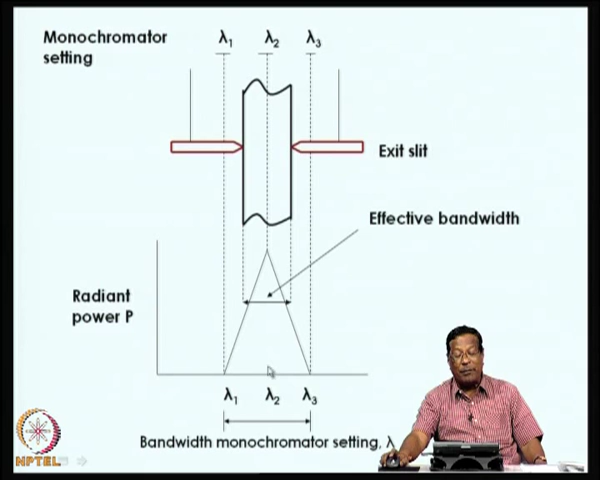 Monochromator
setting
λ1 λ2 λ3
Exit slit
Effective bandwidth
Radiant
power P
λ1 λ2 λ3
Bandwidth monochromator setting, λ
NPTEL